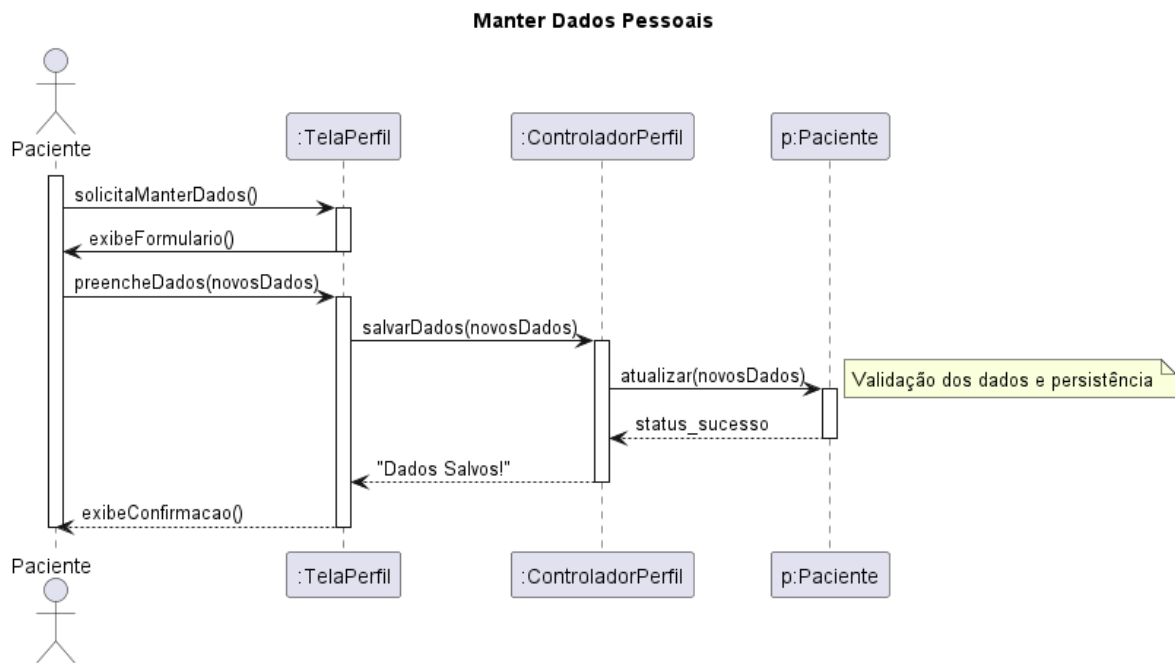 Manter Dados Pessoais
Paciente
:TelaPerfil
:ControladorPerfil
p:Paciente
solicitaManterDados()
exibeFormulario()
preencheDados(novosDados)
salvarDados(novosDados)
atualizar(novosDados)
Validação dos dados e persistência
status_sucesso
"Dados Salvos!"
exibeConfirmacao()
Paciente
:TelaPerfil
:ControladorPerfil
p:Paciente